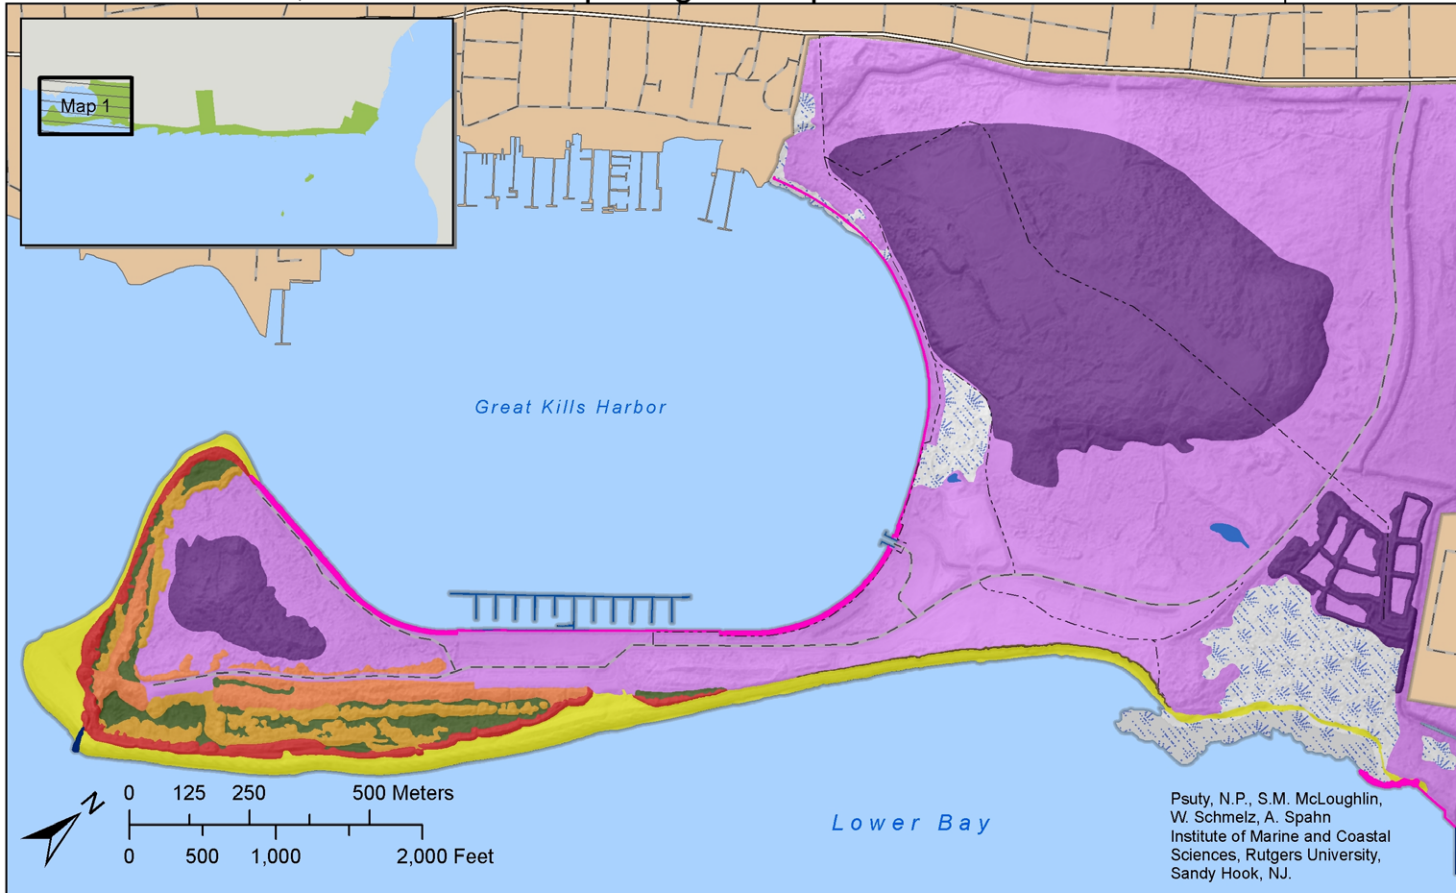 Map 1
Great Kills Harbor
N
0 125 250 500 Meters
0 500 1,000 2,000 Feet
Lower Bay
Psuty, N.P., S.M. McLoughlin,
W. Schmelz, A. Spahn
Institute of Marine and Coastal
Sciences, Rutgers University,
Sandy Hook, NJ.